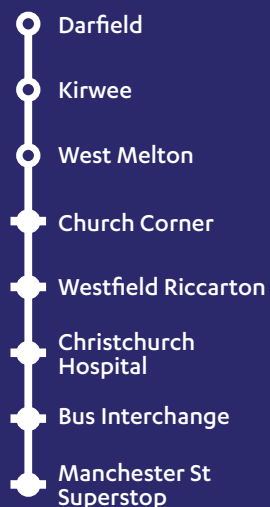 Darfield
Kirwee
West Melton
Church Corner
Westfield Riccarton
Christchurch
Hospital
Bus Interchange
Manchester St
Superstop